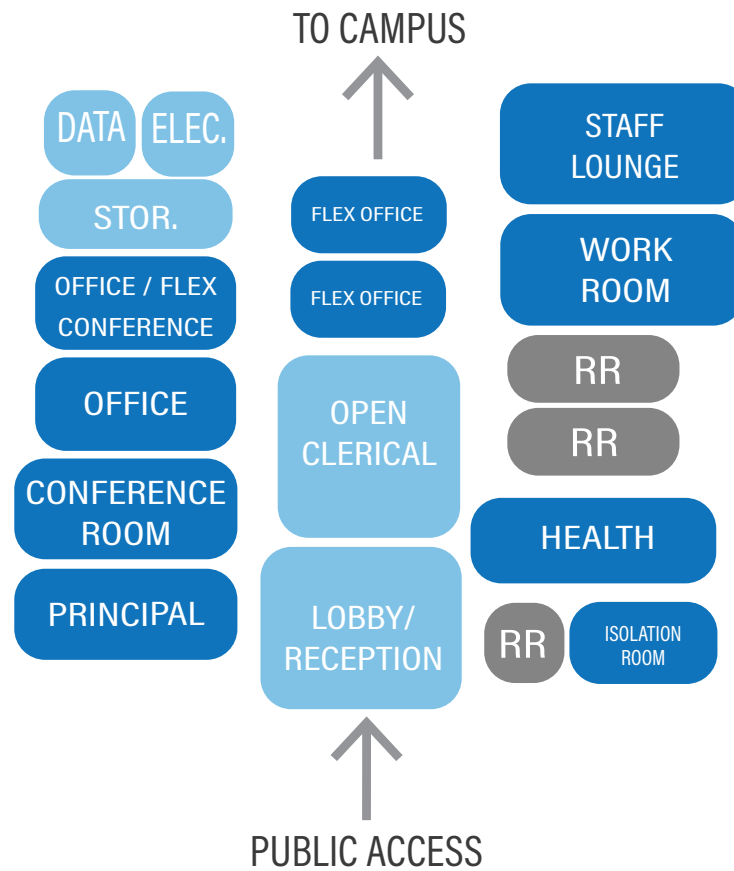 TO CAMPUS
DATA
ELEC.
STOR.
OFFICE / FLEX
CONFERENCE
OFFICE
CONFERENCE
ROOM
PRINCIPAL
FLEX OFFICE
FLEX OFFICE
OPEN
CLERICAL
LOBBY/
RECEPTION
STAFF
LOUNGE
WORK
ROOM
RR
RR
HEALTH
RR
ISOLATION
ROOM
PUBLIC ACCESS